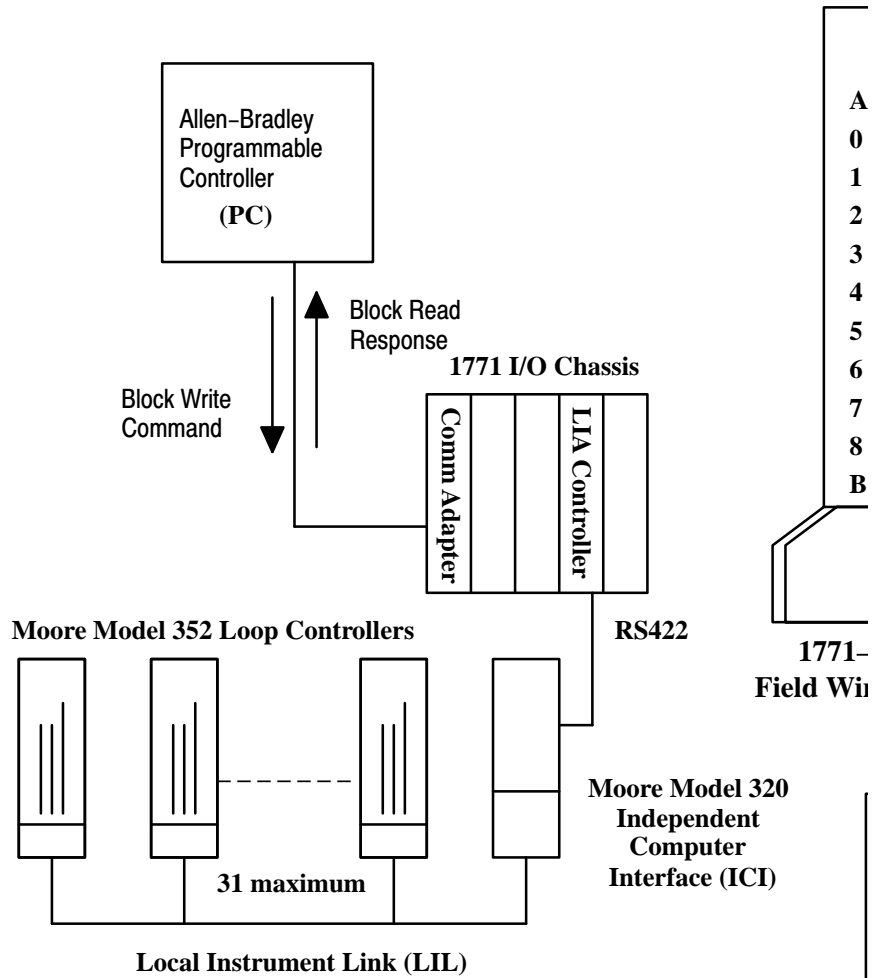 Allen–Bradley
Programmable
Controller
(PC)
Block Read
Response
Block Write
Command
1771 I/O Chassis
Comm Adapter
LIA Controller
RS422
Moore Model 352 Loop Controllers
31 maximum
Moore Model 320
Independent
Computer
Interface (ICI)
Local Instrument Link (LIL)
A
0
1
2
3
4
5
6
7
8
B
1771–
Field